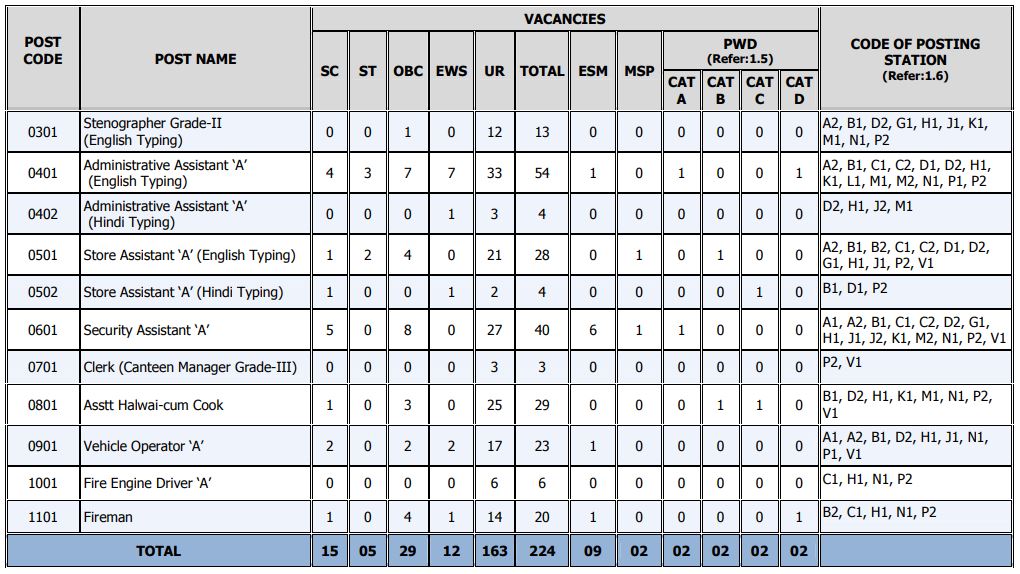 POST CODE | POST NAME | VACANCIES | CODE OF POSTING STATION (Refer:1.6)
SC | ST | OBC | EWS | UR | TOTAL | ESM | MSP | PWD (Refer:1.5)
CAT A | CAT B | CAT C | CAT D
0301 | Stenographer Grade-II (English Typing) | 0 | 0 | 1 | 0 | 12 | 13 | 0 | 0 | 0 | 0 | 0 | 0 | A2, B1, D2, G1, H1, J1, K1, M1, N1, P2
0401 | Administrative Assistant ‘A’ (English Typing) | 4 | 3 | 7 | 7 | 33 | 54 | 1 | 0 | 1 | 0 | 0 | 1 | A2, B1, C1, C2, D1, D2, H1, K1, L1, M1, M2, N1, P1, P2
0402 | Administrative Assistant ‘A’ (Hindi Typing) | 0 | 0 | 0 | 1 | 3 | 4 | 0 | 0 | 0 | 0 | 0 | 0 | D2, H1, J2, M1
0501 | Store Assistant ‘A’ (English Typing) | 1 | 2 | 4 | 0 | 21 | 28 | 0 | 1 | 0 | 1 | 0 | 0 | A2, B1, B2, C1, C2, D1, D2, G1, H1, J1, P2, V1
0502 | Store Assistant ‘A’ (Hindi Typing) | 1 | 0 | 0 | 1 | 2 | 4 | 0 | 0 | 0 | 0 | 1 | 0 | B1, D1, P2
0601 | Security Assistant ‘A’ | 5 | 0 | 8 | 0 | 27 | 40 | 6 | 1 | 1 | 0 | 0 | 0 | A1, A2, B1, C1, C2, D2, G1, H1, J1, J2, K1, M2, N1, P2, V1
0701 | Clerk (Canteen Manager Grade-III) | 0 | 0 | 0 | 0 | 3 | 3 | 0 | 0 | 0 | 0 | 0 | 0 | P2, V1
0801 | Asstt Halwai-cum Cook | 1 | 0 | 3 | 0 | 25 | 29 | 0 | 0 | 0 | 1 | 1 | 0 | B1, D2, H1, K1, M1, N1, P2, V1
0901 | Vehicle Operator ‘A’ | 2 | 0 | 2 | 2 | 17 | 23 | 1 | 0 | 0 | 0 | 0 | 0 | A1, A2, B1, D2, H1, J1, N1, P1, V1
1001 | Fire Engine Driver ‘A’ | 0 | 0 | 0 | 0 | 6 | 6 | 0 | 0 | 0 | 0 | 0 | 0 | C1, H1, N1, P2
1101 | Fireman | 1 | 0 | 4 | 1 | 14 | 20 | 1 | 0 | 0 | 0 | 0 | 1 | B2, C1, H1, N1, P2
TOTAL | 15 | 05 | 29 | 12 | 163 | 224 | 09 | 02 | 02 | 02 | 02 | 02